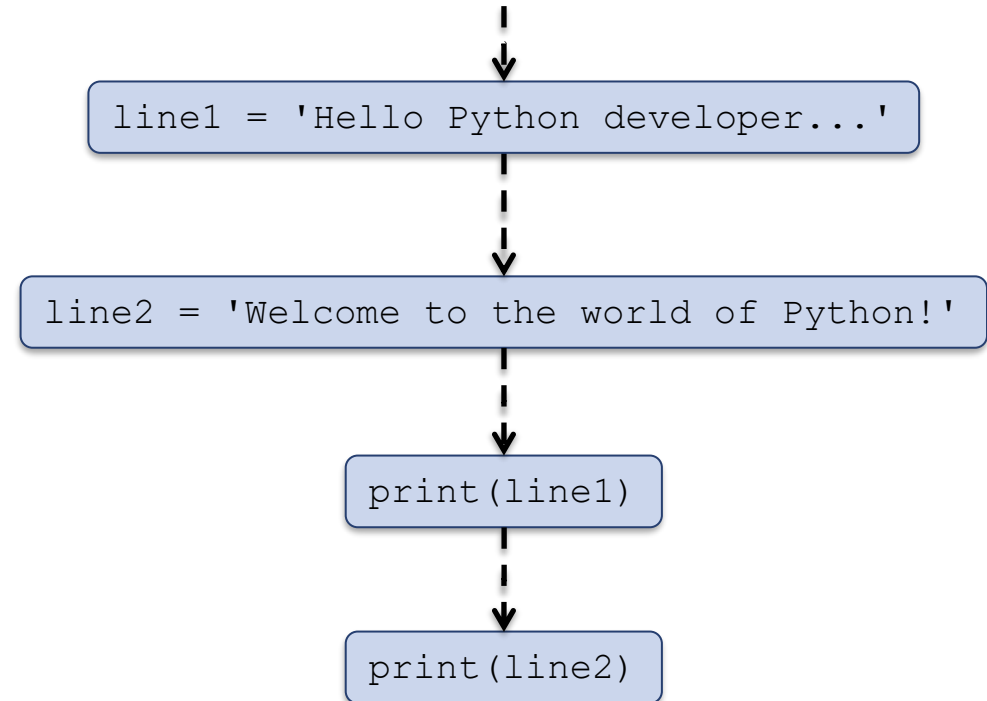 line1 = 'Hello Python developer...'
line2 = 'Welcome to the world of Python!'
print(line1)
print(line2)